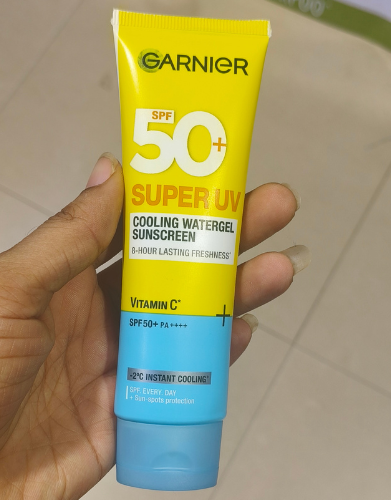 GARNIER
SPF
50+
SUPER UV
COOLING WATERGEL
SUNSCREEN
8-HOUR LASTING FRESHNESS*
VITAMIN C*
SPF50+ PA++++
-2°C INSTANT COOLING*
SPF EVERY DAY
+ Sun-spots protection